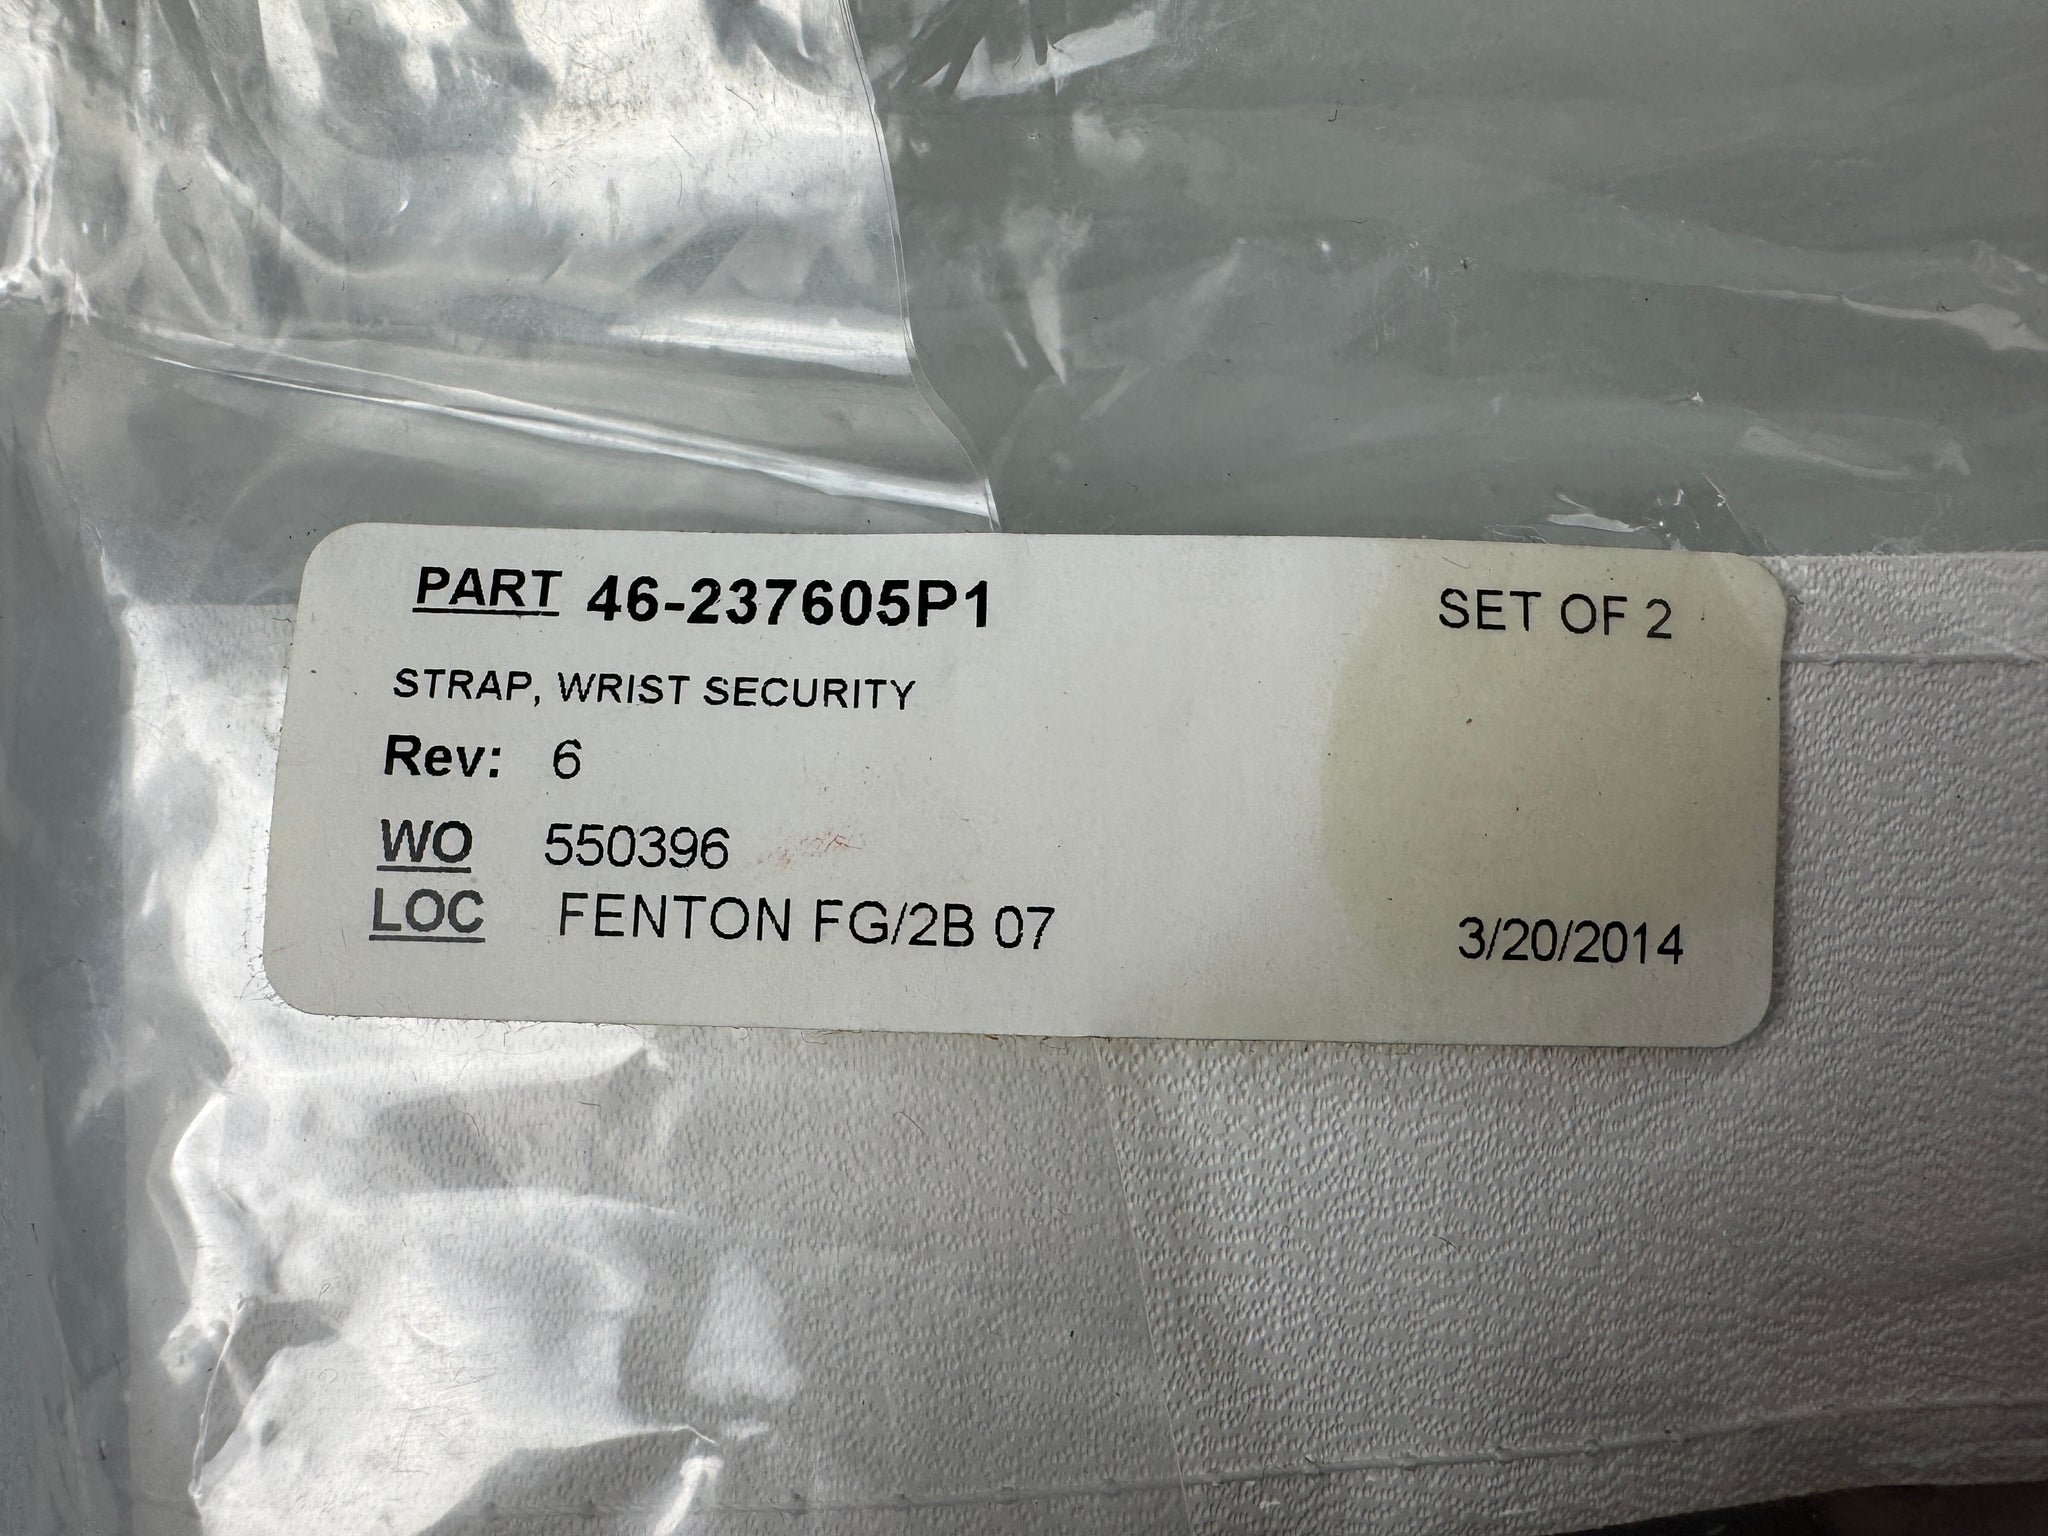 PART 46-237605P1 SET OF 2
STRAP, WRIST SECURITY
Rev: 6
WO 550396
LOC FENTON FG/2B 07 3/20/2014